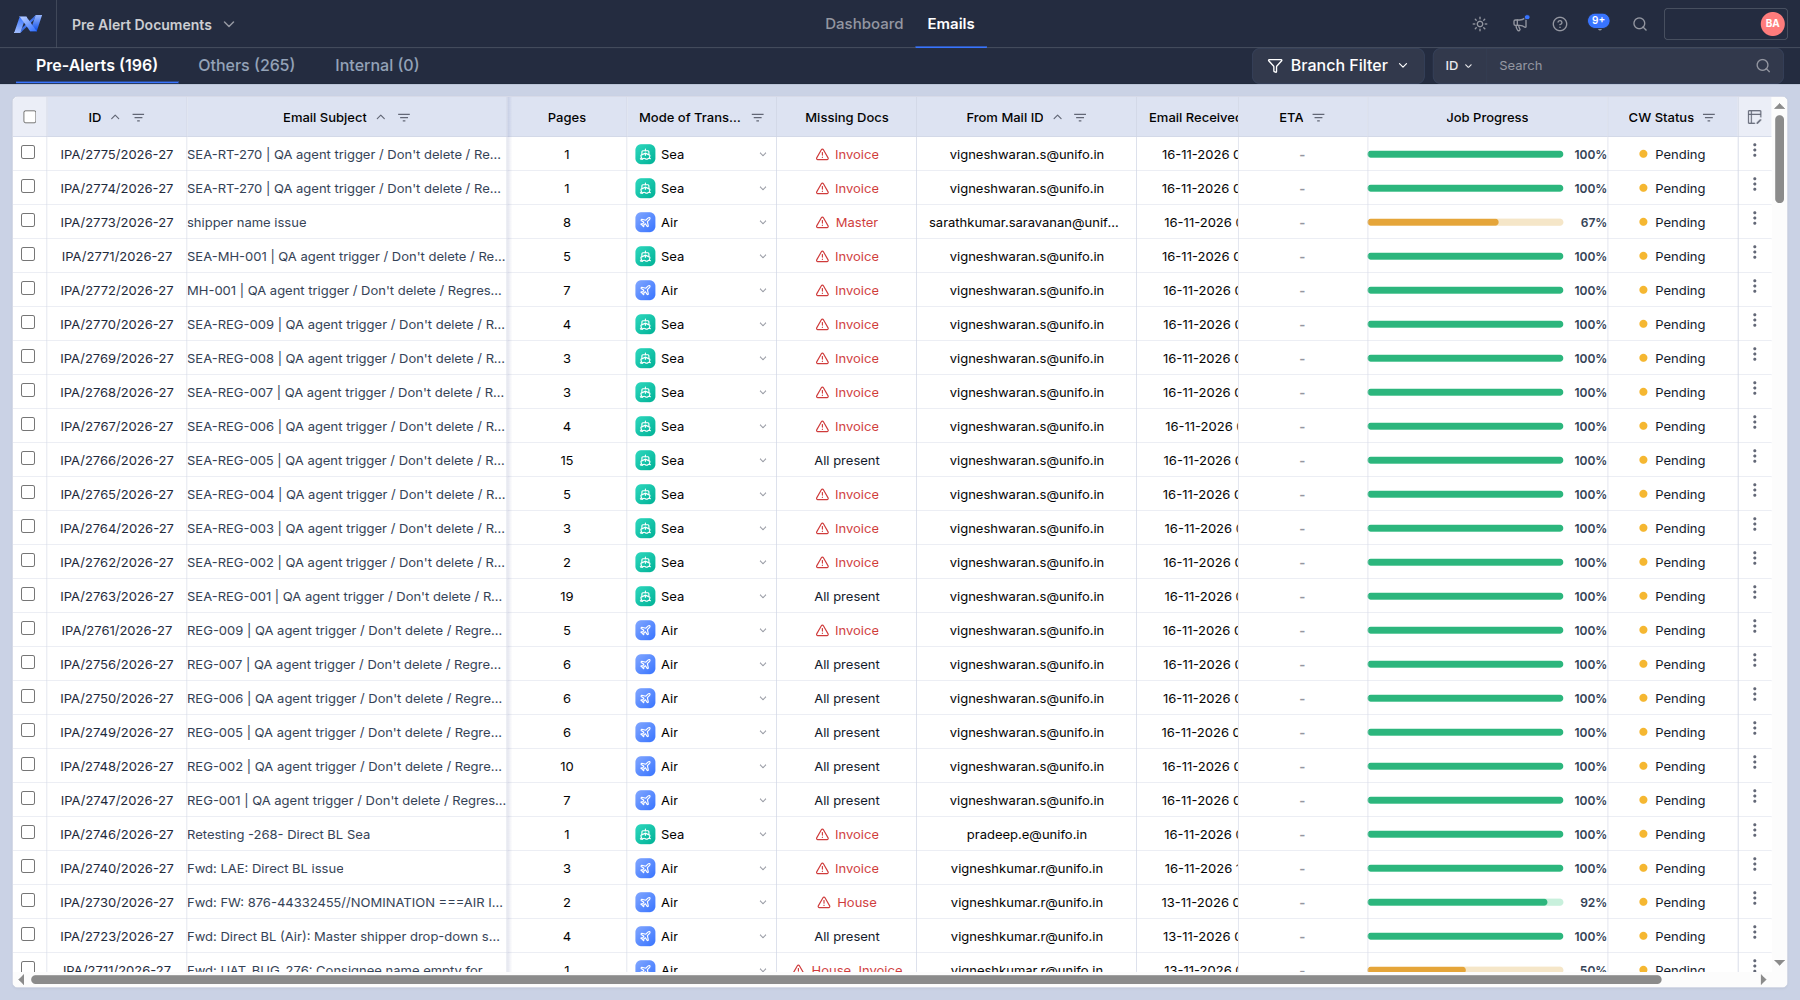 Pre Alert Documents Dashboard Emails 9+ BA
Pre-Alerts (196) Others (265) Internal (0) Branch Filter ID Search
ID Email Subject Pages Mode of Trans... Missing Docs From Mail ID Email Received ETA Job Progress CW Status
IPA/2775/2026-27 SEA-RT-270 | QA agent trigger / Don't delete / Re... 1 Sea Invoice vigneshwaran.s@unifo.in 16-11-2026 - 100% Pending
IPA/2774/2026-27 SEA-RT-270 | QA agent trigger / Don't delete / Re... 1 Sea Invoice vigneshwaran.s@unifo.in 16-11-2026 - 100% Pending
IPA/2773/2026-27 shipper name issue 8 Air Master sarathkumar.saravanan@unif... 16-11-2026 - 67% Pending
IPA/2771/2026-27 SEA-MH-001 | QA agent trigger / Don't delete / Re... 5 Sea Invoice vigneshwaran.s@unifo.in 16-11-2026 - 100% Pending
IPA/2772/2026-27 MH-001 | QA agent trigger / Don't delete / Regres... 7 Air Invoice vigneshwaran.s@unifo.in 16-11-2026 - 100% Pending
IPA/2770/2026-27 SEA-REG-009 | QA agent trigger / Don't delete / R... 4 Sea Invoice vigneshwaran.s@unifo.in 16-11-2026 - 100% Pending
IPA/2769/2026-27 SEA-REG-008 | QA agent trigger / Don't delete / R... 3 Sea Invoice vigneshwaran.s@unifo.in 16-11-2026 - 100% Pending
IPA/2768/2026-27 SEA-REG-007 | QA agent trigger / Don't delete / R... 3 Sea Invoice vigneshwaran.s@unifo.in 16-11-2026 - 100% Pending
IPA/2767/2026-27 SEA-REG-006 | QA agent trigger / Don't delete / R... 4 Sea Invoice vigneshwaran.s@unifo.in 16-11-2026 - 100% Pending
IPA/2766/2026-27 SEA-REG-005 | QA agent trigger / Don't delete / R... 15 Sea All present vigneshwaran.s@unifo.in 16-11-2026 - 100% Pending
IPA/2765/2026-27 SEA-REG-004 | QA agent trigger / Don't delete / R... 5 Sea Invoice vigneshwaran.s@unifo.in 16-11-2026 - 100% Pending
IPA/2764/2026-27 SEA-REG-003 | QA agent trigger / Don't delete / R... 3 Sea Invoice vigneshwaran.s@unifo.in 16-11-2026 - 100% Pending
IPA/2762/2026-27 SEA-REG-002 | QA agent trigger / Don't delete / R... 2 Sea Invoice vigneshwaran.s@unifo.in 16-11-2026 - 100% Pending
IPA/2763/2026-27 SEA-REG-001 | QA agent trigger / Don't delete / R... 19 Sea All present vigneshwaran.s@unifo.in 16-11-2026 - 100% Pending
IPA/2761/2026-27 REG-009 | QA agent trigger / Don't delete / Regre... 5 Air Invoice vigneshwaran.s@unifo.in 16-11-2026 - 100% Pending
IPA/2756/2026-27 REG-007 | QA agent trigger / Don't delete / Regre... 6 Air All present vigneshwaran.s@unifo.in 16-11-2026 - 100% Pending
IPA/2750/2026-27 REG-006 | QA agent trigger / Don't delete / Regre... 6 Air All present vigneshwaran.s@unifo.in 16-11-2026 - 100% Pending
IPA/2749/2026-27 REG-005 | QA agent trigger / Don't delete / Regre... 6 Air All present vigneshwaran.s@unifo.in 16-11-2026 - 100% Pending
IPA/2748/2026-27 REG-002 | QA agent trigger / Don't delete / Regre... 10 Air All present vigneshwaran.s@unifo.in 16-11-2026 - 100% Pending
IPA/2747/2026-27 REG-001 | QA agent trigger / Don't delete / Regres... 7 Air All present vigneshwaran.s@unifo.in 16-11-2026 - 100% Pending
IPA/2746/2026-27 Retesting -268- Direct BL Sea 1 Sea Invoice pradeep.e@unifo.in 16-11-2026 - 100% Pending
IPA/2740/2026-27 Fwd: LAE: Direct BL issue 3 Air Invoice vigneshkumar.r@unifo.in 16-11-2026 - 100% Pending
IPA/2730/2026-27 Fwd: FW: 876-44332455//NOMINATION ===AIR I... 2 Air House vigneshkumar.r@unifo.in 13-11-2026 - 92% Pending
IPA/2723/2026-27 Fwd: Direct BL (Air): Master shipper drop-down s... 4 Air All present vigneshkumar.r@unifo.in 13-11-2026 - 100% Pending
IPA/2711/2026-27 Fwd: UAT_BUG_276: Consignee name empty for 1 Air House, Invoice vigneshkumar.r@unifo.in 13-11-2026 - 50% Pending